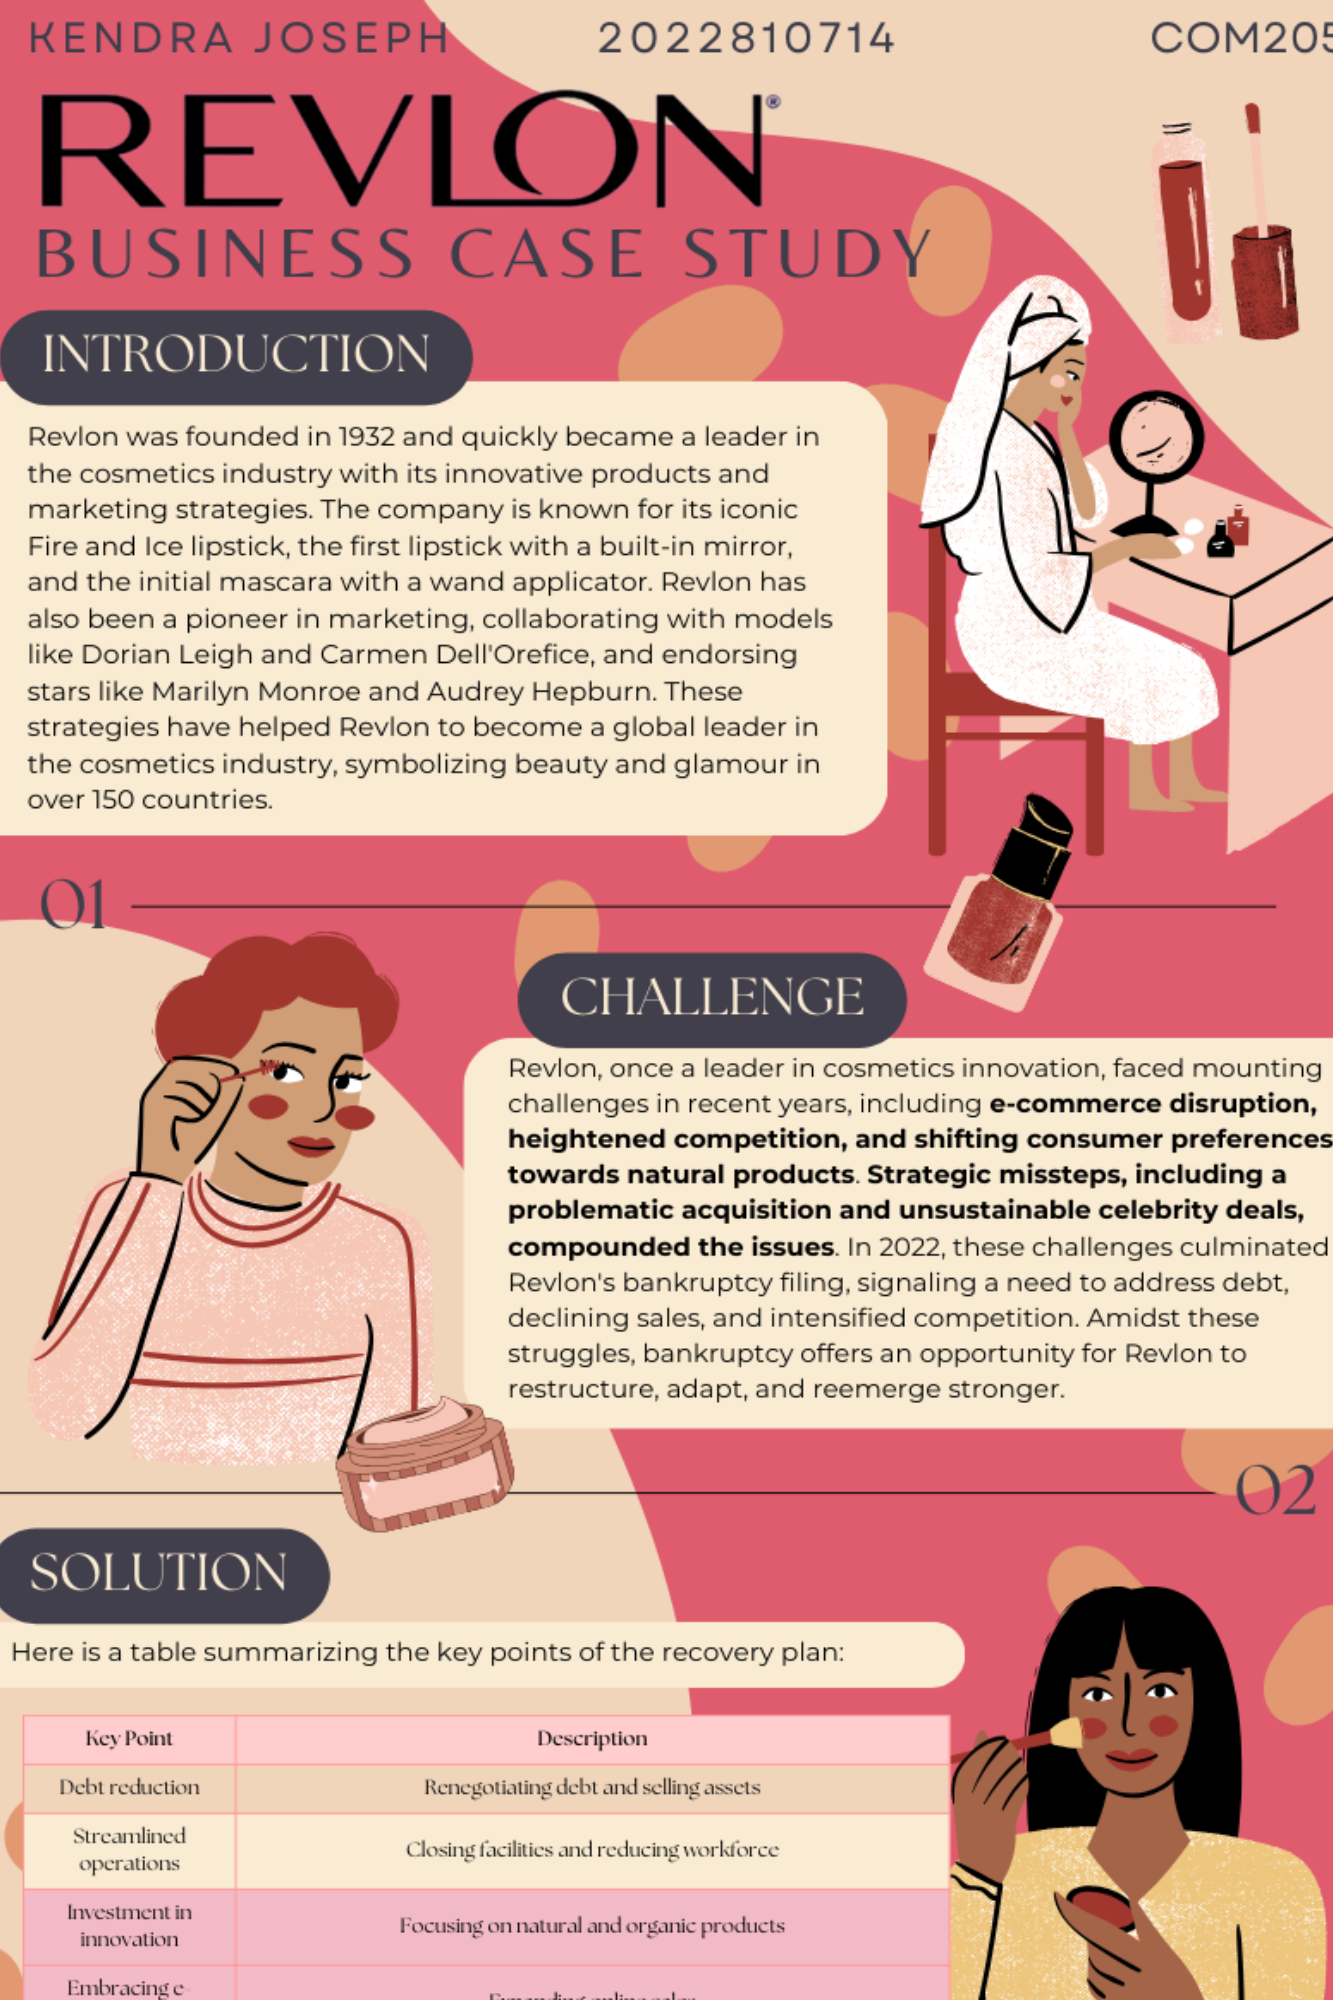 KENDRA JOSEPH 2022810714 COM205
REVLON®
BUSINESS CASE STUDY
INTRODUCTION
Revlon was founded in 1932 and quickly became a leader in
the cosmetics industry with its innovative products and
marketing strategies. The company is known for its iconic
Fire and Ice lipstick, the first lipstick with a built-in mirror,
and the initial mascara with a wand applicator. Revlon has
also been a pioneer in marketing, collaborating with models
like Dorian Leigh and Carmen Dell'Orefice, and endorsing
stars like Marilyn Monroe and Audrey Hepburn. These
strategies have helped Revlon to become a global leader in
the cosmetics industry, symbolizing beauty and glamour in
over 150 countries.
01
CHALLENGE
Revlon, once a leader in cosmetics innovation, faced mounting
challenges in recent years, including e-commerce disruption,
heightened competition, and shifting consumer preferences
towards natural products. Strategic missteps, including a
problematic acquisition and unsustainable celebrity deals,
compounded the issues. In 2022, these challenges culminated
Revlon's bankruptcy filing, signaling a need to address debt,
declining sales, and intensified competition. Amidst these
struggles, bankruptcy offers an opportunity for Revlon to
restructure, adapt, and reemerge stronger.
02
SOLUTION
Here is a table summarizing the key points of the recovery plan:
Key Point Description
Debt reduction Renegotiating debt and selling assets
Streamlined
operations
Closing facilities and reducing workforce
Investment in
innovation
Focusing on natural and organic products
Embracing e-
Expanding online sales